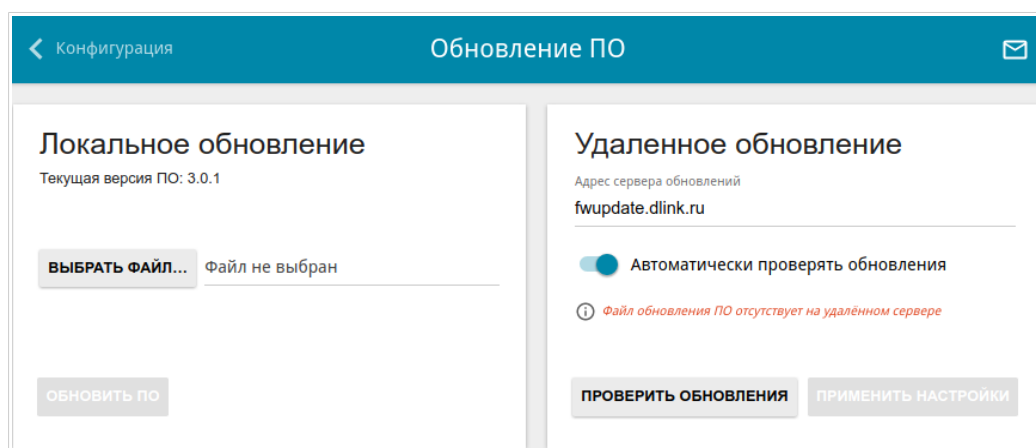 Конфигурация
Обновление ПО
Локальное обновление
Текущая версия ПО: 3.0.1
ВЫБРАТЬ ФАЙЛ...
Файл не выбран
ОБНОВИТЬ ПО
Удаленное обновление
Адрес сервера обновлений
fwupdate.dlink.ru
Автоматически проверять обновления
Файл обновления ПО отсутствует на удалённом сервере
ПРОВЕРИТЬ ОБНОВЛЕНИЯ
ПРИМЕНИТЬ НАСТРОЙКИ